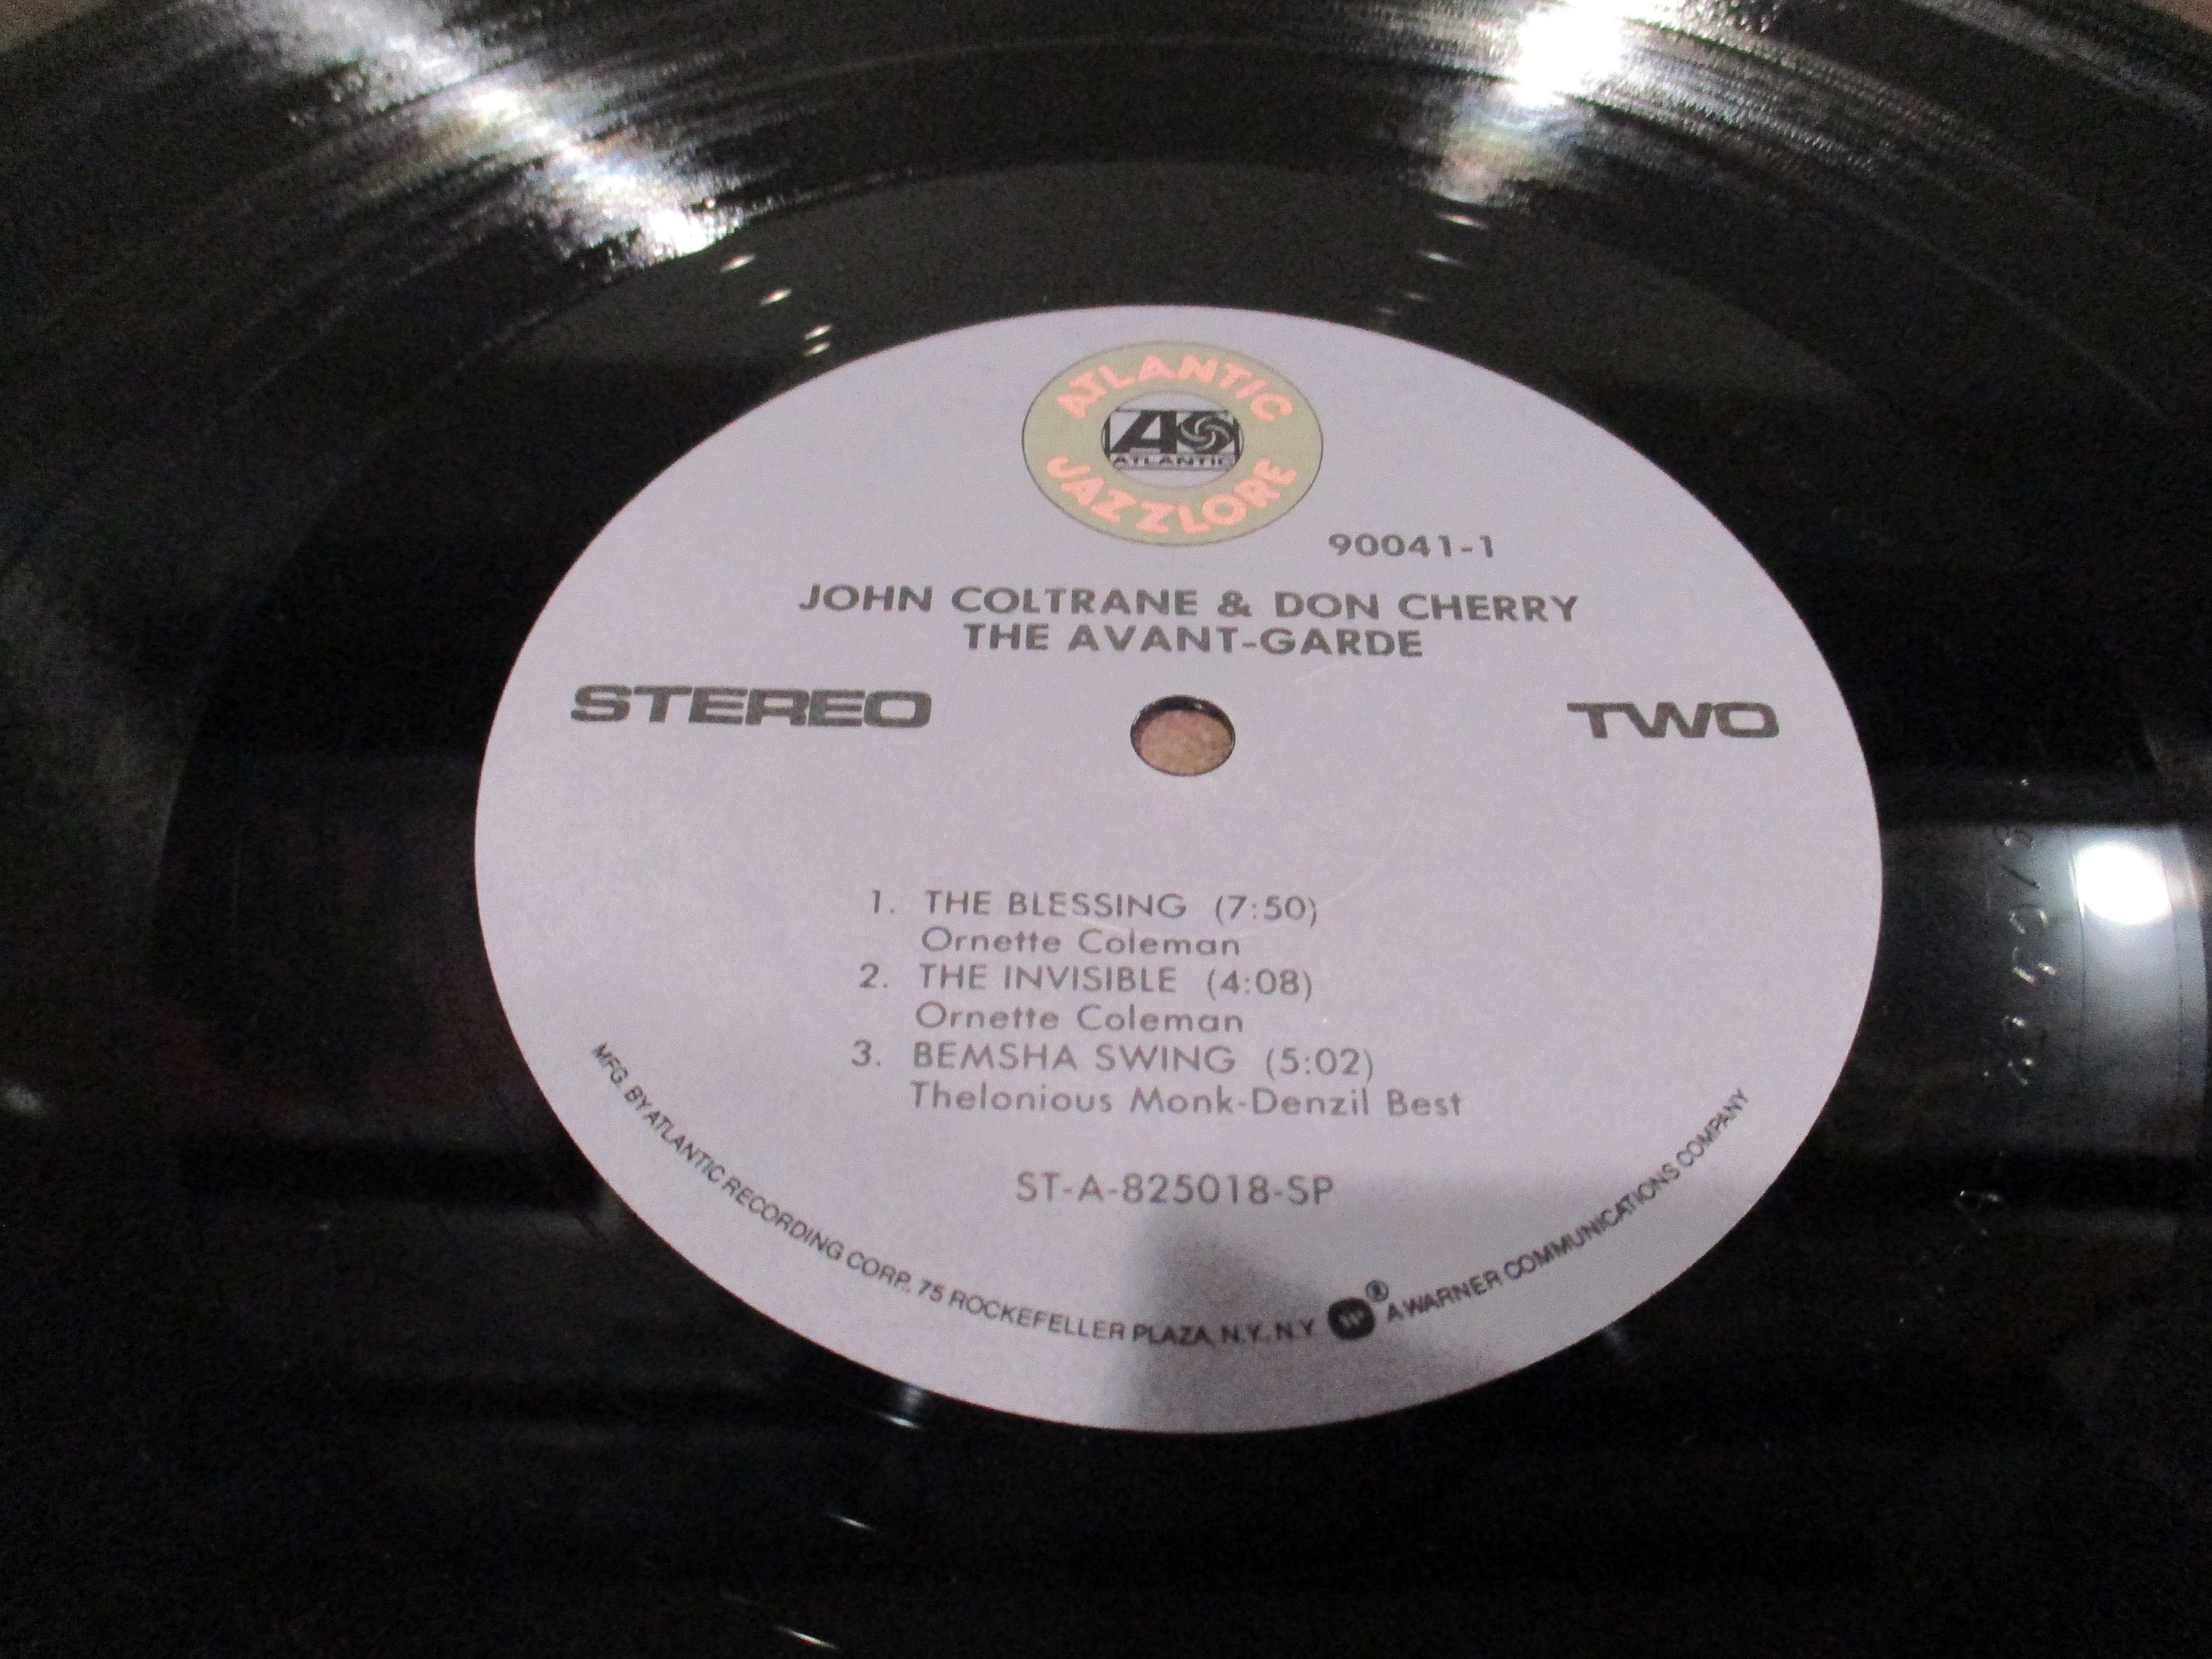 ATLANTIC
ATLANTIC
JAZZLORE
90041-1
JOHN COLTRANE & DON CHERRY
THE AVANT-GARDE
STEREO
TWO
1. THE BLESSING (7:50)
Ornette Coleman
2. THE INVISIBLE (4:08)
Ornette Coleman
3. BEMSHA SWING (5:02)
Thelonious Monk-Denzil Best
ST-A-825018-SP
MFG. BY ATLANTIC RECORDING CORP., 75 ROCKEFELLER PLAZA, N.Y., N.Y. ® A WARNER COMMUNICATIONS COMPANY